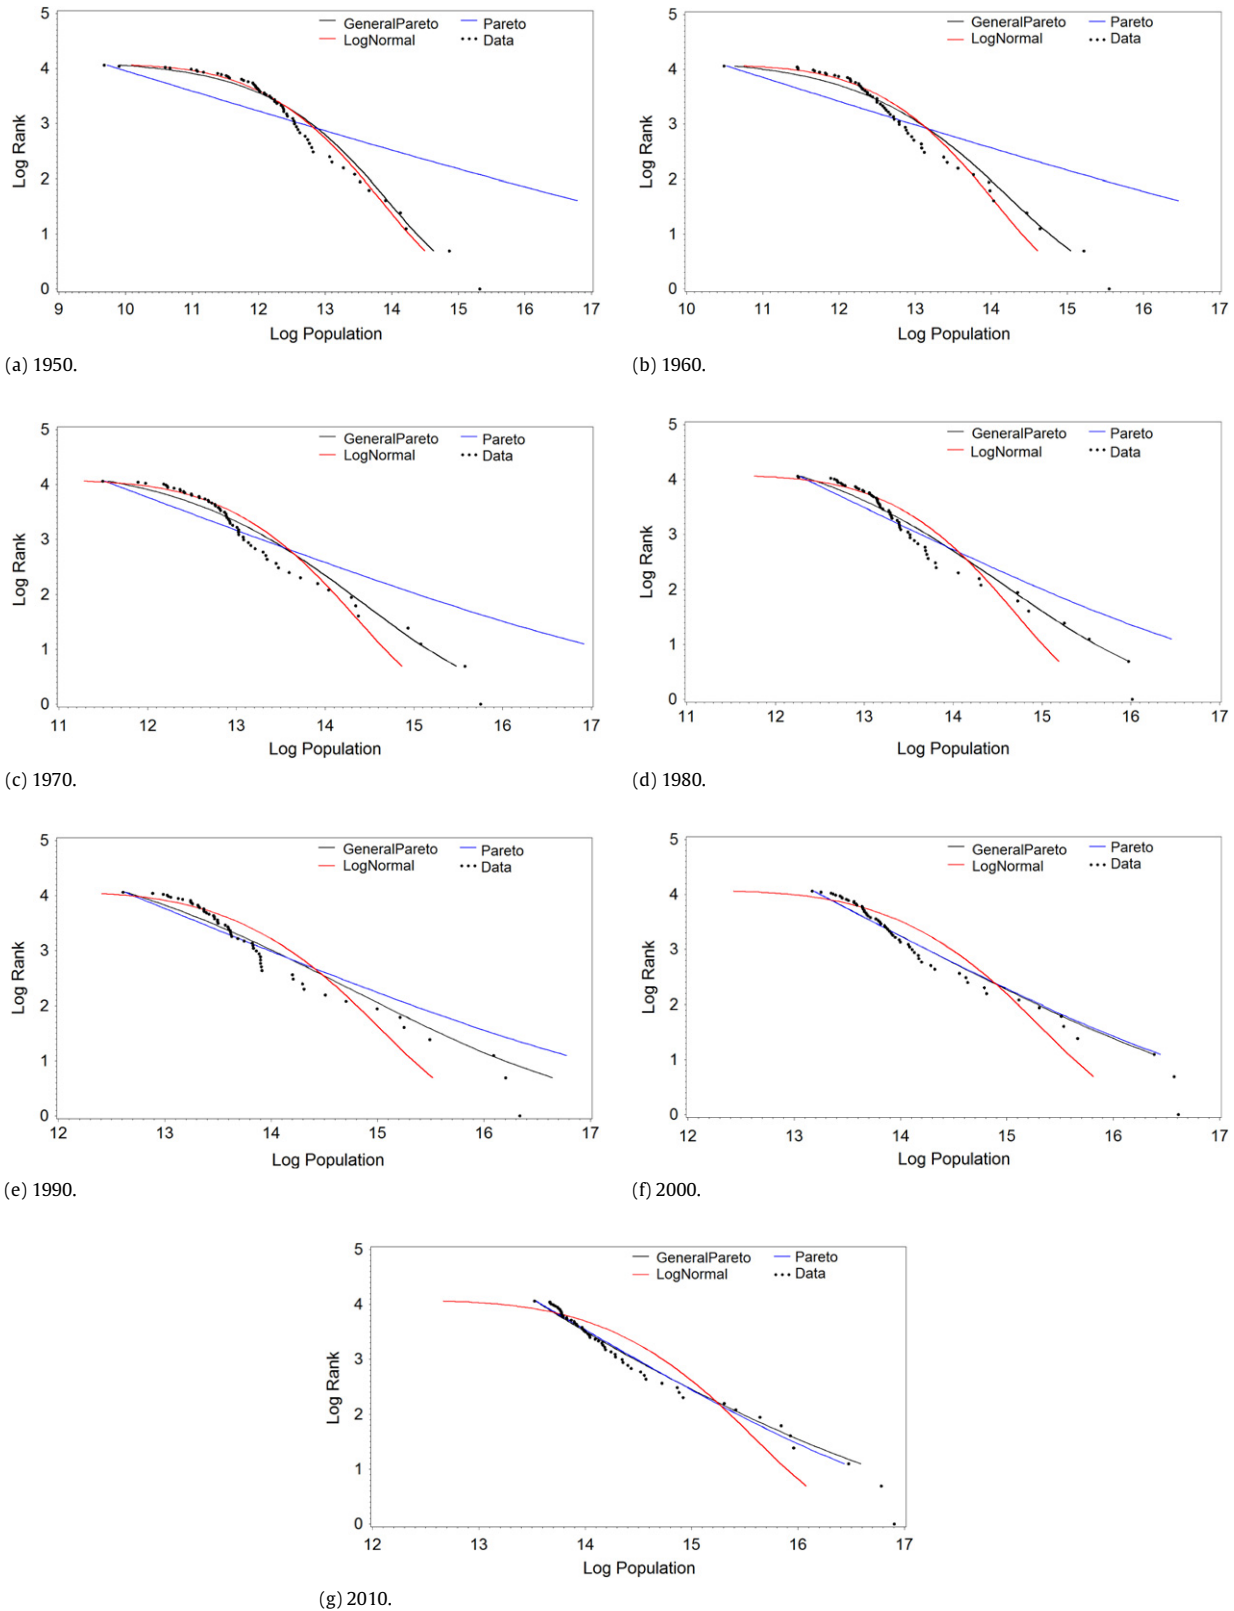 5
4
3
2
1
0
Log Rank
GeneralPareto
Pareto
LogNormal
Data
9 10 11 12 13 14 15 16 17
Log Population
(a) 1950.
5
4
3
2
1
0
Log Rank
GeneralPareto
Pareto
LogNormal
Data
10 11 12 13 14 15 16 17
Log Population
(b) 1960.
5
4
3
2
1
0
Log Rank
GeneralPareto
Pareto
LogNormal
Data
11 12 13 14 15 16 17
Log Population
(c) 1970.
5
4
3
2
1
0
Log Rank
GeneralPareto
Pareto
LogNormal
Data
11 12 13 14 15 16 17
Log Population
(d) 1980.
5
4
3
2
1
0
Log Rank
GeneralPareto
Pareto
LogNormal
Data
12 13 14 15 16 17
Log Population
(e) 1990.
5
4
3
2
1
0
Log Rank
GeneralPareto
Pareto
LogNormal
Data
12 13 14 15 16 17
Log Population
(f) 2000.
5
4
3
2
1
0
Log Rank
GeneralPareto
Pareto
LogNormal
Data
12 13 14 15 16 17
Log Population
(g) 2010.